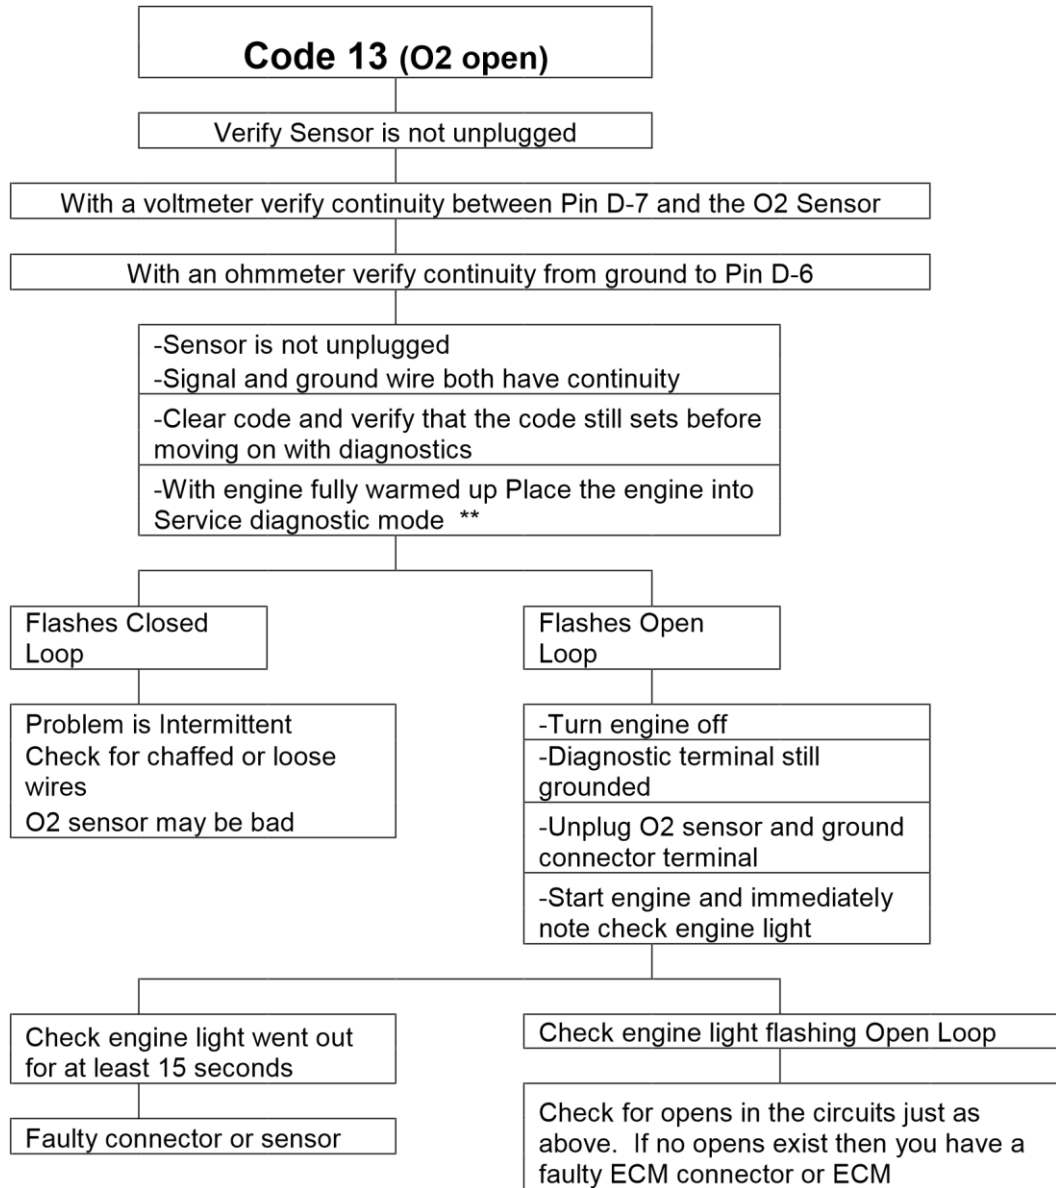 Code 13 (O2 open)
Verify Sensor is not unplugged
With a voltmeter verify continuity between Pin D-7 and the O2 Sensor
With an ohmmeter verify continuity from ground to Pin D-6
-Sensor is not unplugged
-Signal and ground wire both have continuity
-Clear code and verify that the code still sets before
moving on with diagnostics
-With engine fully warmed up Place the engine into
Service diagnostic mode **
Flashes Closed
Loop
Problem is Intermittent
Check for chaffed or loose
wires
O2 sensor may be bad
Flashes Open
Loop
-Turn engine off
-Diagnostic terminal still
grounded
-Unplug O2 sensor and ground
connector terminal
-Start engine and immediately
note check engine light
Check engine light went out
for at least 15 seconds
Faulty connector or sensor
Check engine light flashing Open Loop
Check for opens in the circuits just as
above. If no opens exist then you have a
faulty ECM connector or ECM